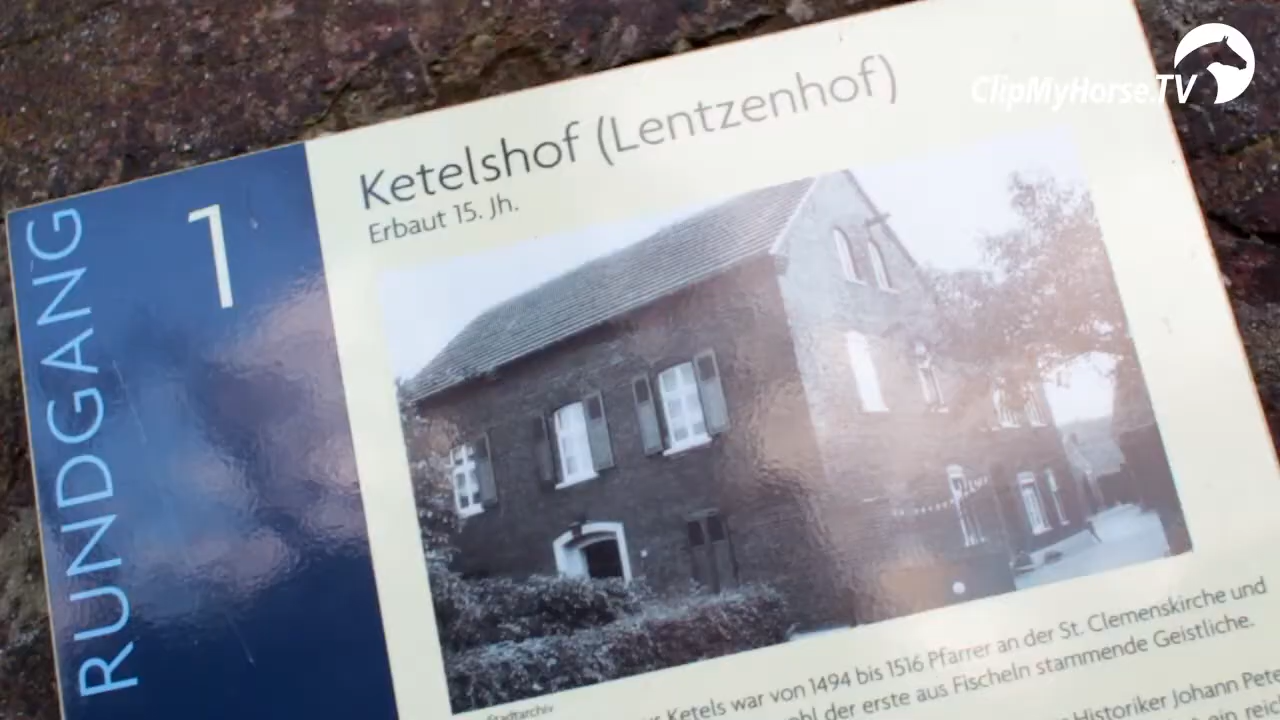 ClipMyHorse.TV
RUNDGANG
1
Ketelshof (Lentzenhof)
Erbaut 15. Jh.
Stadtarchiv
Ketels war von 1494 bis 1516 Pfarrer an der St. Clemenskirche und
der erste aus Fischeln stammende Geistliche.
Historiker Johann Pete
reic